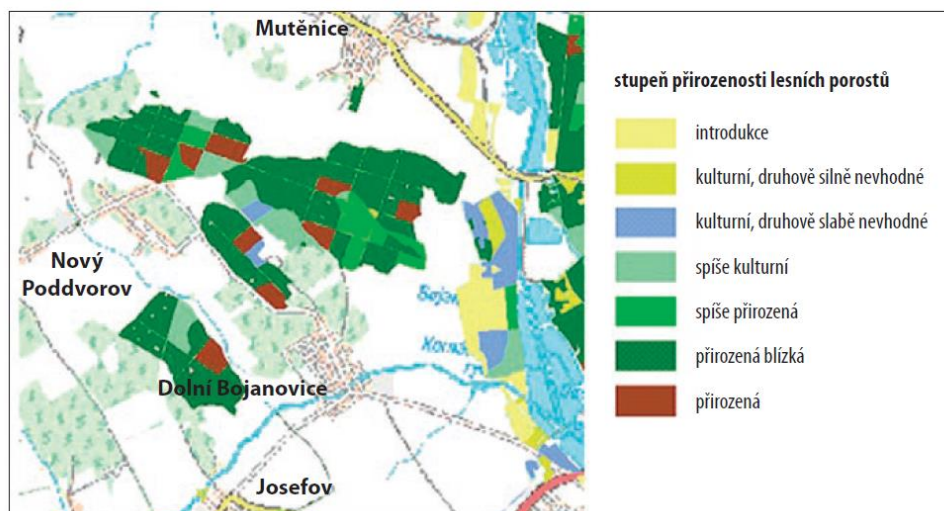 Mutěnice
Nový
Poddvorov
Dolní Bojanovice
Josefov
stupeň přirozenosti lesních porostů
introdukce
kulturní, druhově silně nevhodné
kulturní, druhově slabě nevhodné
spíše kulturní
spíše přirozená
přirozená blízká
přirozená